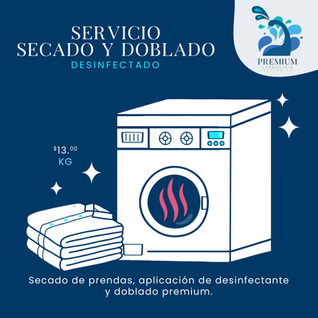 SERVICIO
SECADO Y DOBLADO
DESINFECTADO
PREMIUM
$13.00
KG
Secado de prendas, aplicación de desinfectante
y doblado premium.